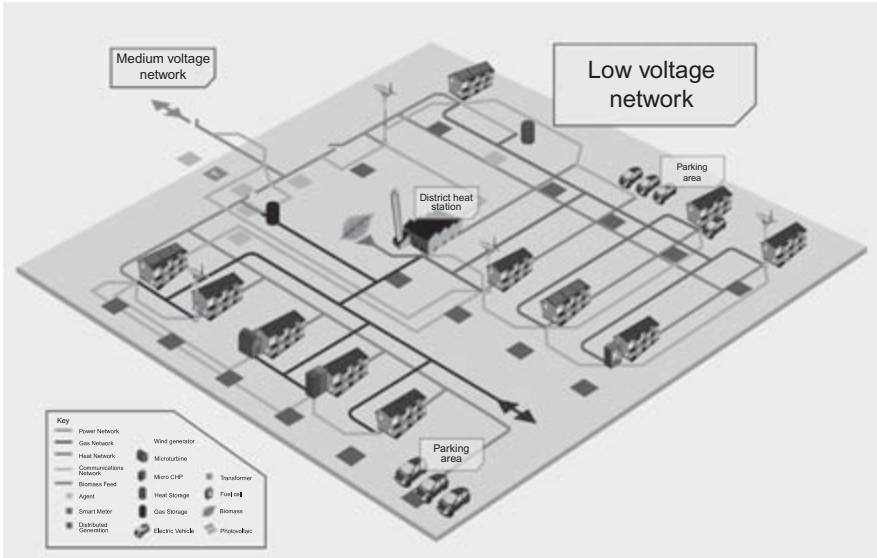 Medium voltage
network
Low voltage
network
Parking
area
District heat
station
Parking
area
Key
Power Network
Gas Network
Heat Network
Communications
Network
Biomass Feed
Agent
Smart Meter
Distributed
Generation
Wind generator
Microturbine
Micro CHP
Heat Storage
Gas Storage
Electric Vehicle
Transformer
Fuel cell
Biomass
Photovoltaic